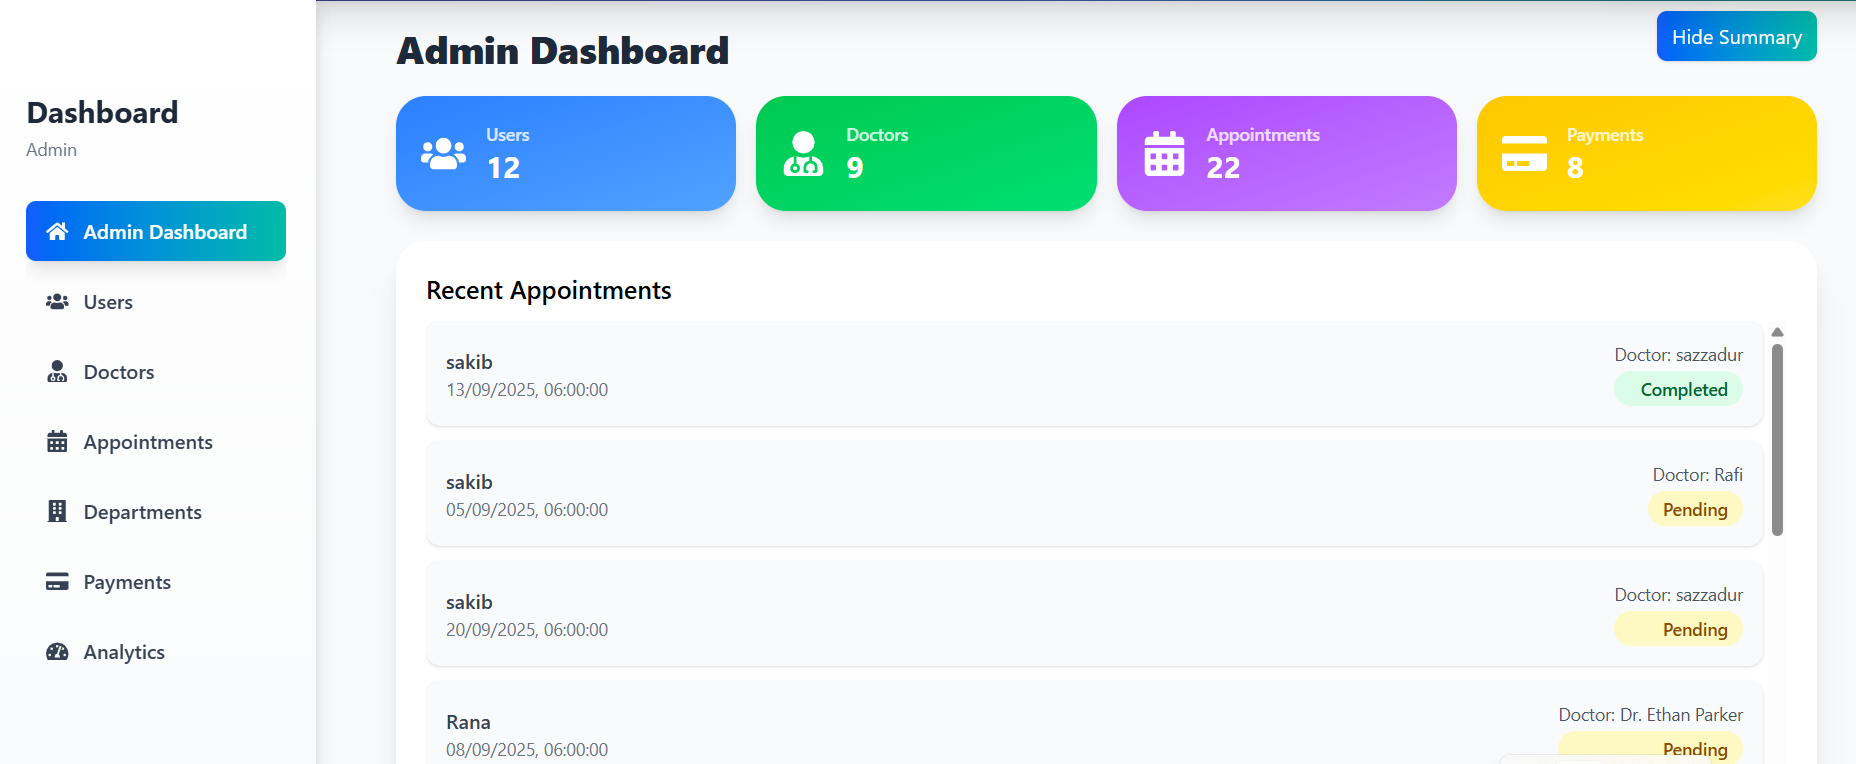 Dashboard
Admin
Admin Dashboard
Users
Doctors
Appointments
Departments
Payments
Analytics
Admin Dashboard
Hide Summary
Users
12
Doctors
9
Appointments
22
Payments
8
Recent Appointments
sakib
13/09/2025, 06:00:00
Doctor: sazzadur
Completed
sakib
05/09/2025, 06:00:00
Doctor: Rafi
Pending
sakib
20/09/2025, 06:00:00
Doctor: sazzadur
Pending
Rana
08/09/2025, 06:00:00
Doctor: Dr. Ethan Parker
Pending